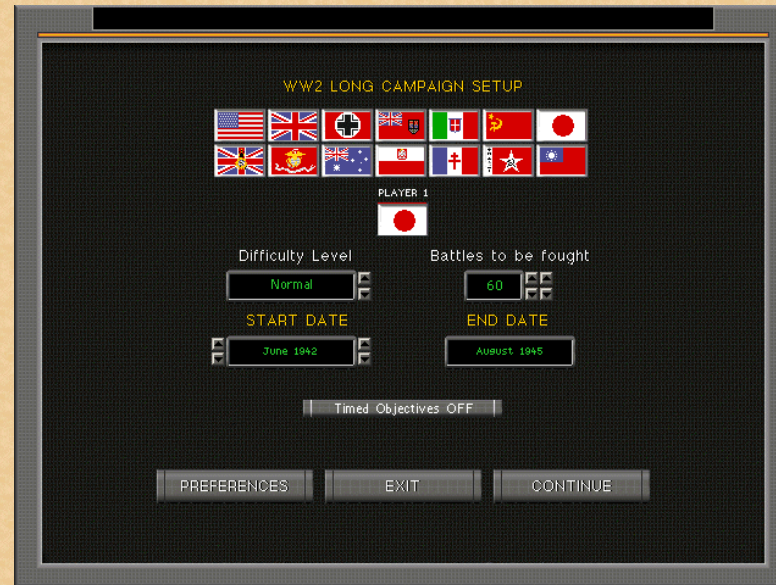 WW2 LONG CAMPAIGN SETUP
PLAYER 1
Difficulty Level Battles to be fought
Normal 60
START DATE END DATE
June 1942 August 1945
Timed Objectives OFF
PREFERENCES EXIT CONTINUE